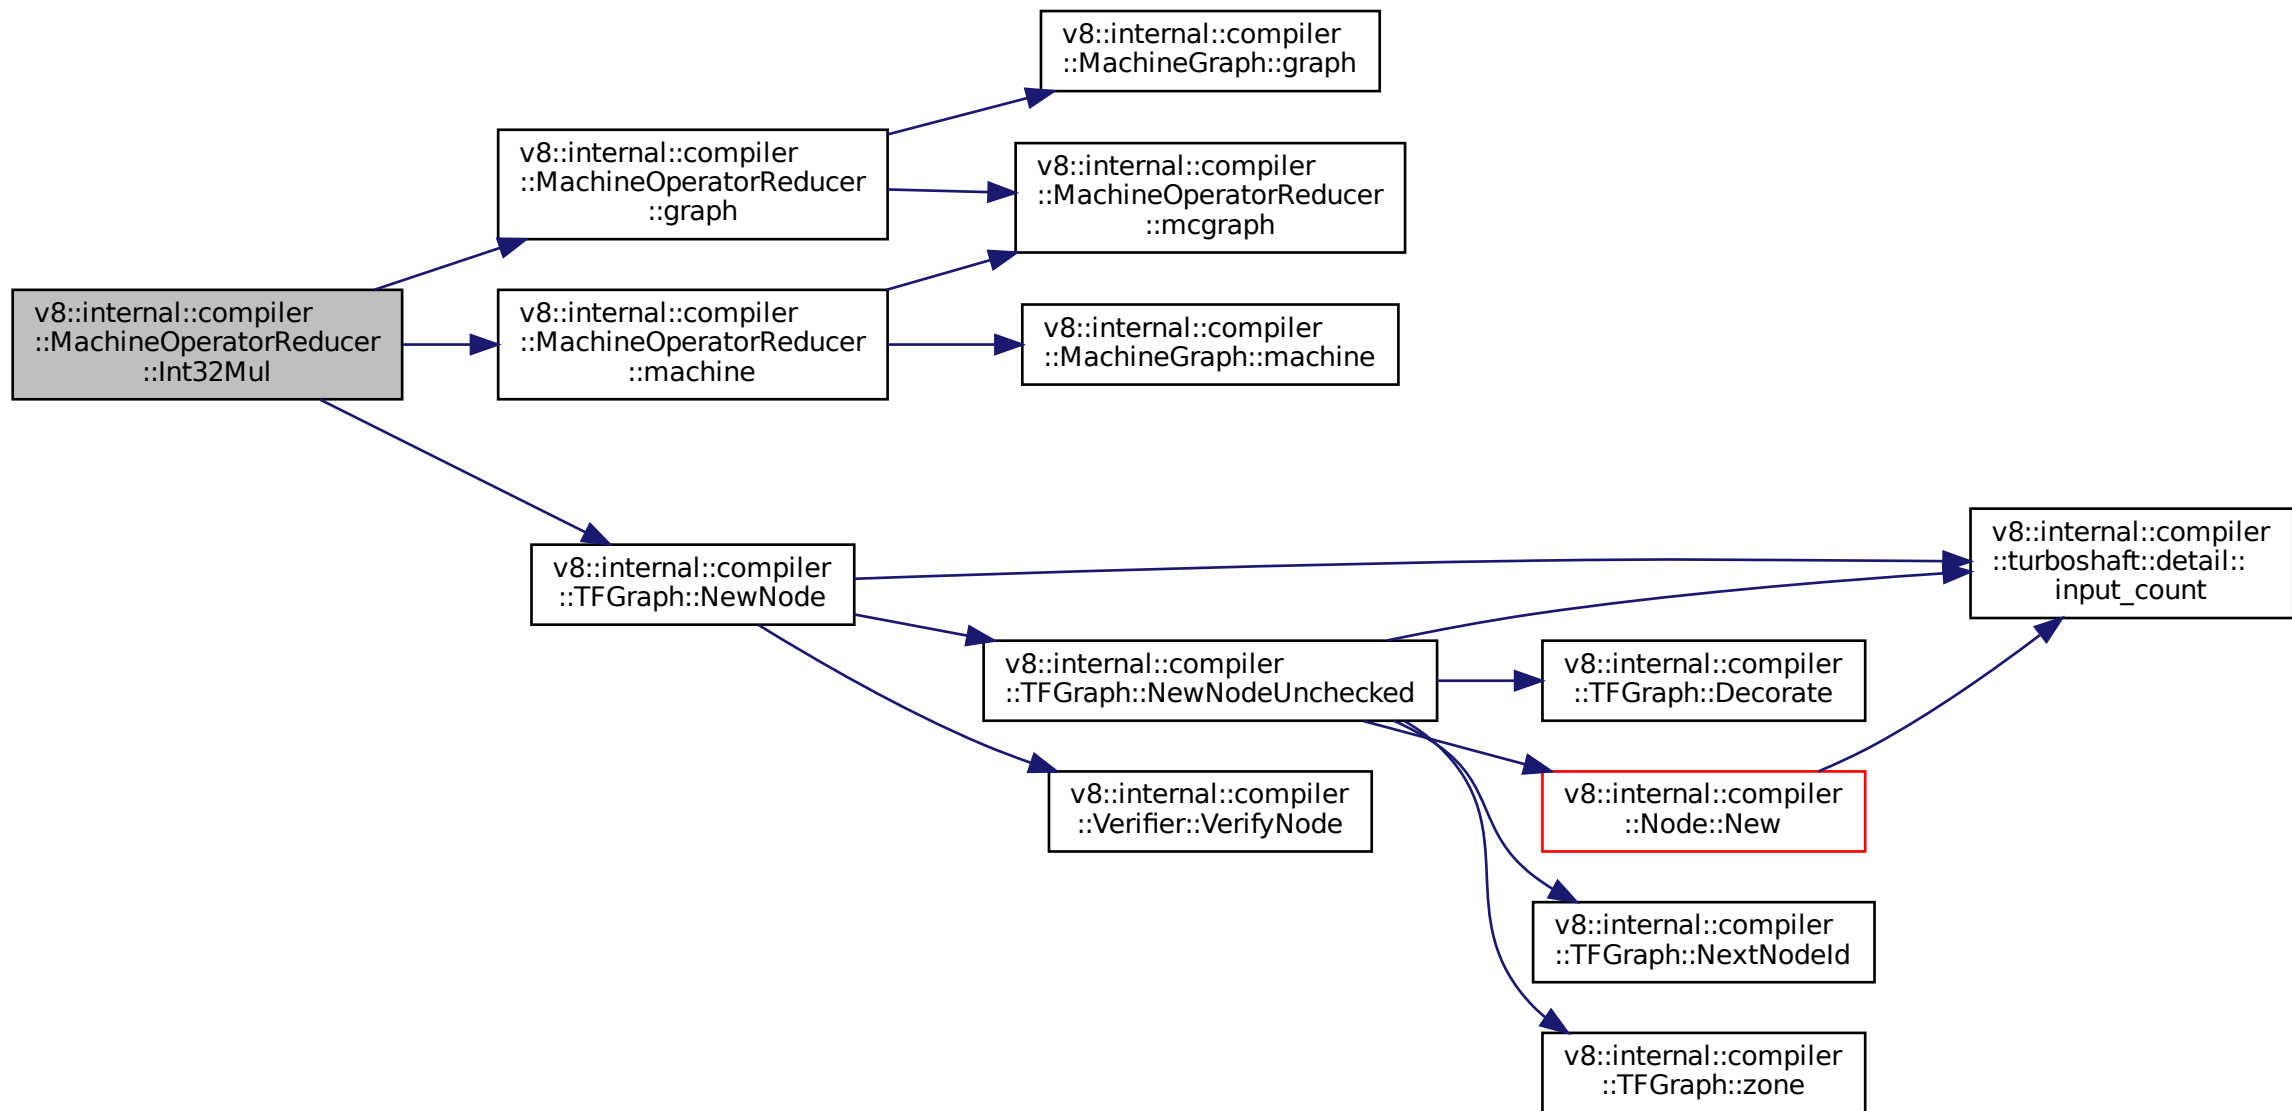 v8::internal::compiler
::MachineGraph::graph
v8::internal::compiler
::MachineOperatorReducer
::graph
v8::internal::compiler
::MachineOperatorReducer
::mcgraph
v8::internal::compiler
::MachineOperatorReducer
::Int32Mul
v8::internal::compiler
::MachineOperatorReducer
::machine
v8::internal::compiler
::MachineGraph::machine
v8::internal::compiler
::TFGraph::NewNode
v8::internal::compiler
::turboshaft::detail::
input_count
v8::internal::compiler
::TFGraph::NewNodeUnchecked
v8::internal::compiler
::TFGraph::Decorate
v8::internal::compiler
::Verifier::VerifyNode
v8::internal::compiler
::Node::New
v8::internal::compiler
::TFGraph::NextNodeId
v8::internal::compiler
::TFGraph::zone